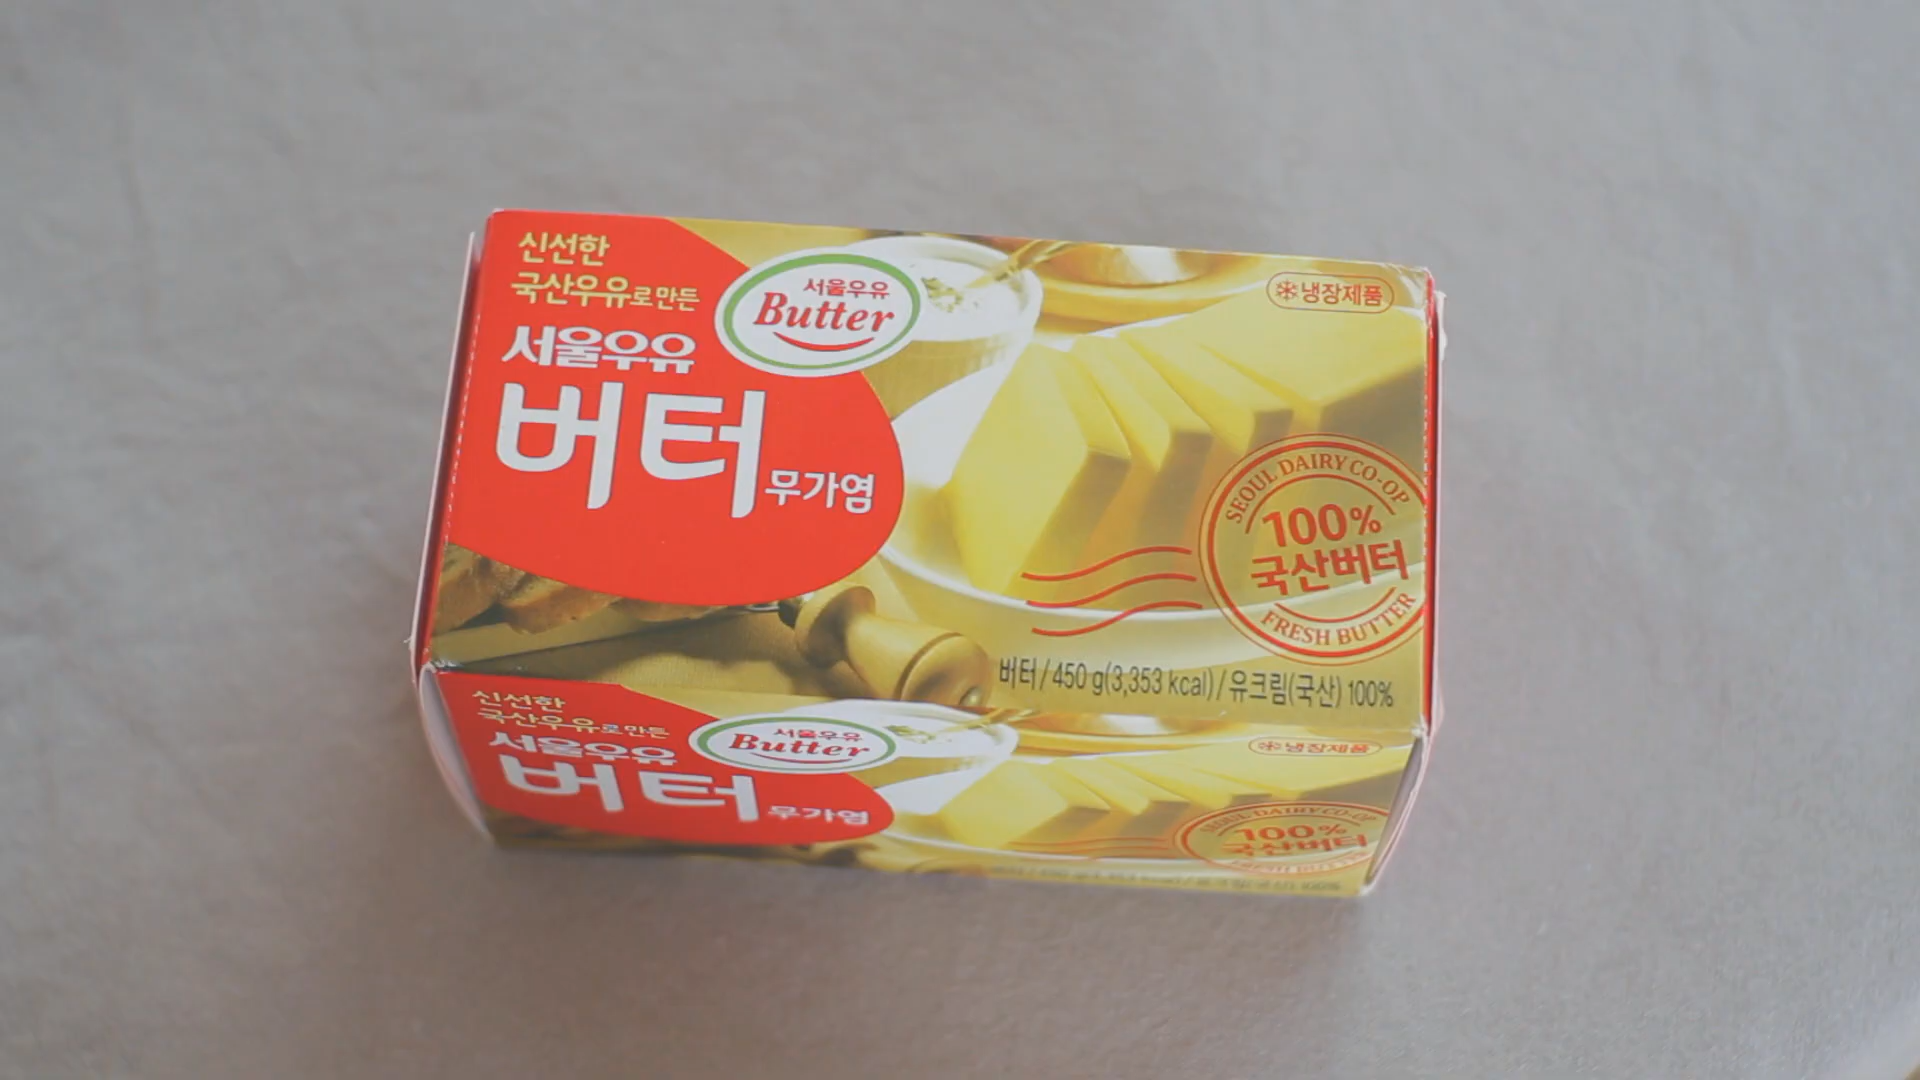 신선한
국산우유로만든
서울우유
버터 무가염
서울우유
Butter
냉장제품
SEOUL DAIRY CO-OP
100%
국산버터
FRESH BUTTER
버터 / 450 g(3,353 kcal) / 유크림(국산) 100%
신선한
국산우유로만든
서울우유
버터 무가염
서울우유
Butter
냉장제품
SEOUL DAIRY CO-OP
100%
국산버터